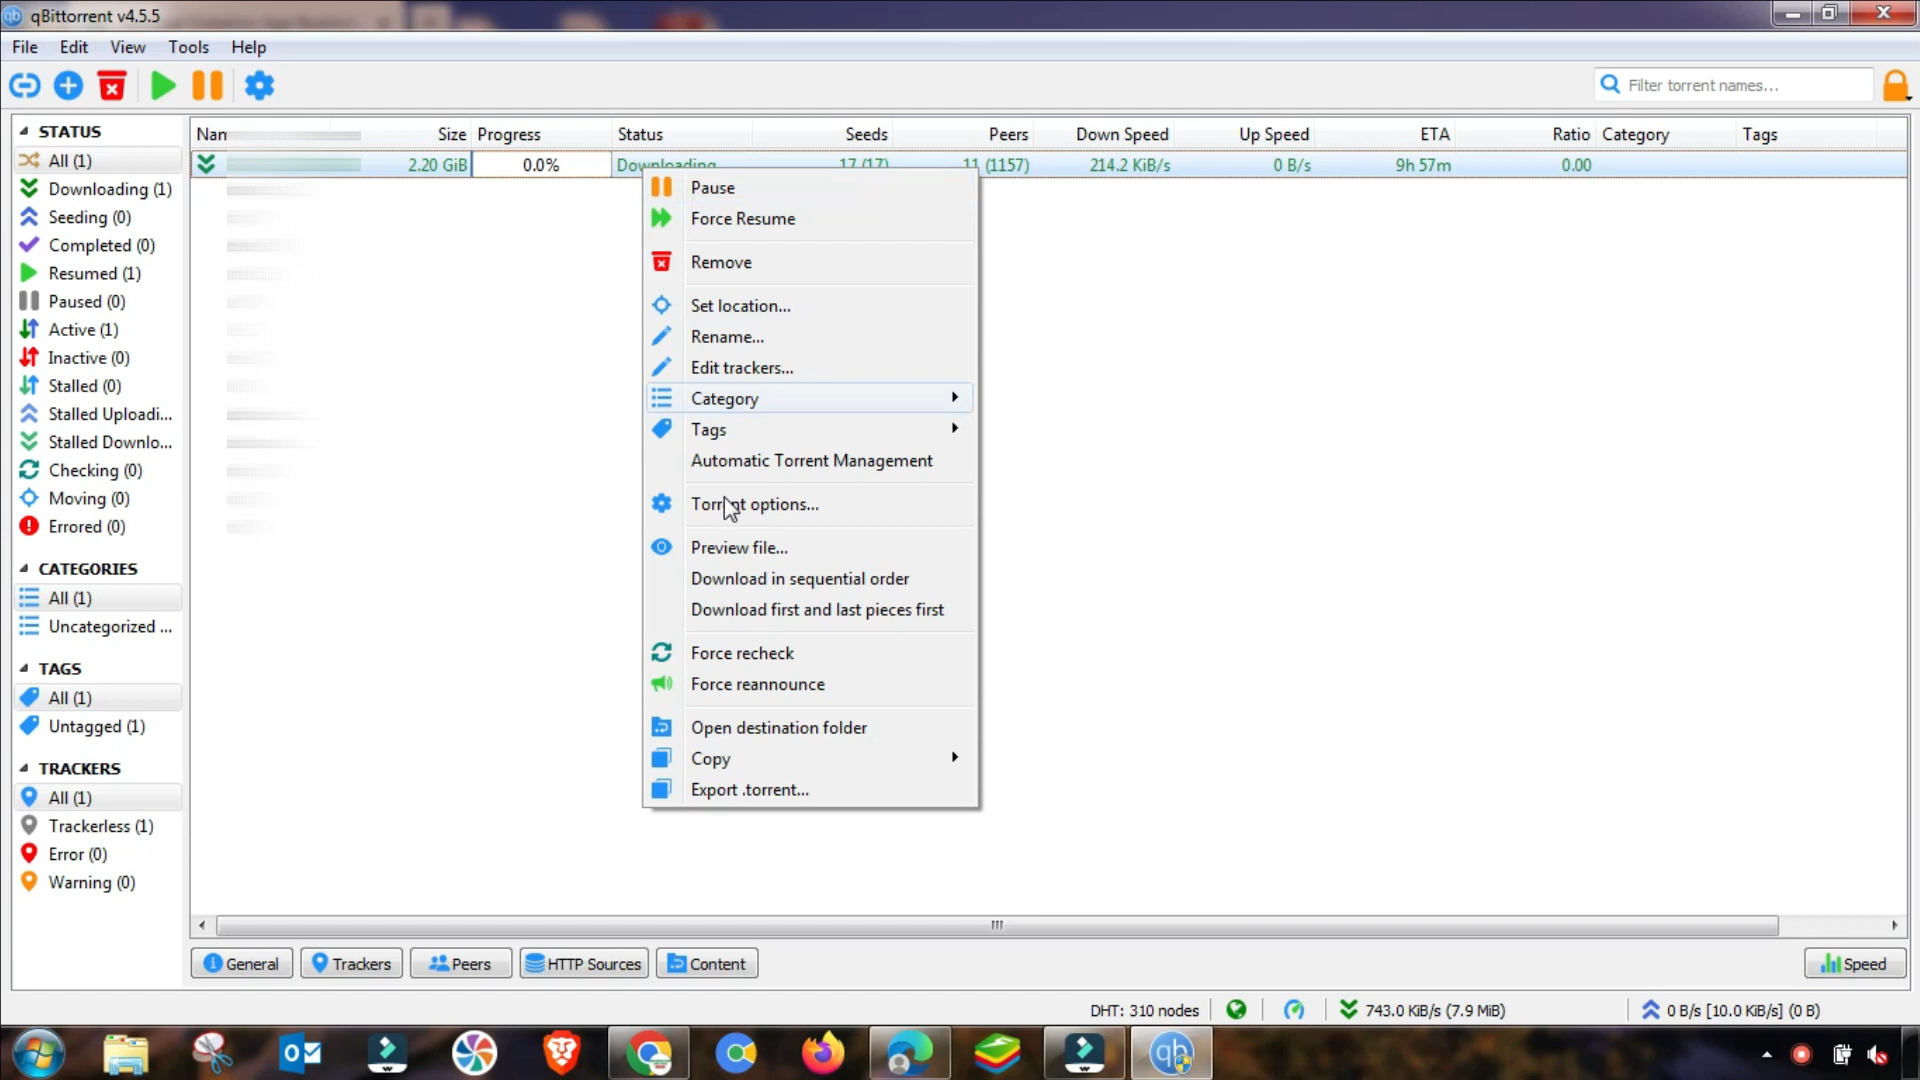 qBittorrent v4.5.5
File Edit View Tools Help
Filter torrent names...
STATUS
All (1)
Downloading (1)
Seeding (0)
Completed (0)
Resumed (1)
Paused (0)
Active (1)
Inactive (0)
Stalled (0)
Stalled Uploadi...
Stalled Downlo...
Checking (0)
Moving (0)
Errored (0)
CATEGORIES
All (1)
Uncategorized ...
TAGS
All (1)
Untagged (1)
TRACKERS
All (1)
Trackerless (1)
Error (0)
Warning (0)
Nam Size Progress Status Seeds Peers Down Speed Up Speed ETA Ratio Category Tags
2.20 GiB 0.0% Downloading 17 (17) 11 (1157) 214.2 KiB/s 0 B/s 9h 57m 0.00
Pause
Force Resume
Remove
Set location...
Rename...
Edit trackers...
Category
Tags
Automatic Torrent Management
Torrent options...
Preview file...
Download in sequential order
Download first and last pieces first
Force recheck
Force reannounce
Open destination folder
Copy
Export .torrent...
General Trackers Peers HTTP Sources Content Speed
DHT: 310 nodes 743.0 KiB/s (7.9 MiB) 0 B/s [10.0 KiB/s] (0 B)